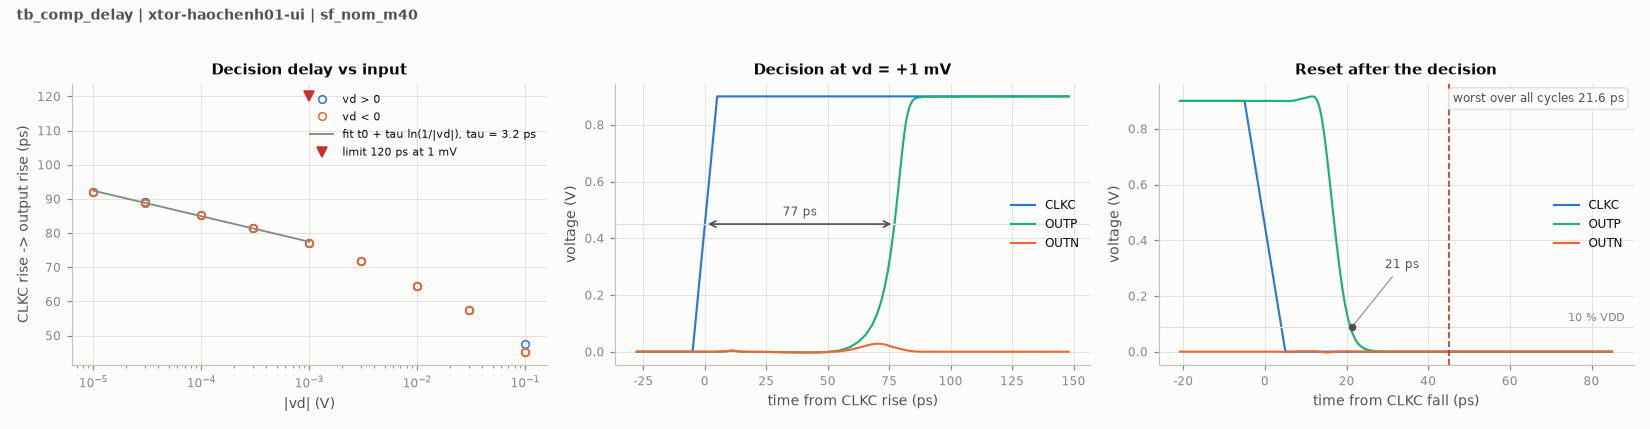 tb_comp_delay | xtor-haochenh01-ui | sf_nom_m40
Decision delay vs input
CLKC rise -> output rise (ps)
120
110
100
90
80
70
60
50
vd > 0
vd < 0
fit t0 + tau ln(1/|vd|), tau = 3.2 ps
limit 120 ps at 1 mV
10⁻⁵ 10⁻⁴ 10⁻³ 10⁻² 10⁻¹
|vd| (V)
Decision at vd = +1 mV
voltage (V)
0.8
0.6
0.4
0.2
0.0
77 ps
CLKC
OUTP
OUTN
-25 0 25 50 75 100 125 150
time from CLKC rise (ps)
Reset after the decision
voltage (V)
0.8
0.6
0.4
0.2
0.0
worst over all cycles 21.6 ps
CLKC
OUTP
OUTN
21 ps
10 % VDD
-20 0 20 40 60 80
time from CLKC fall (ps)